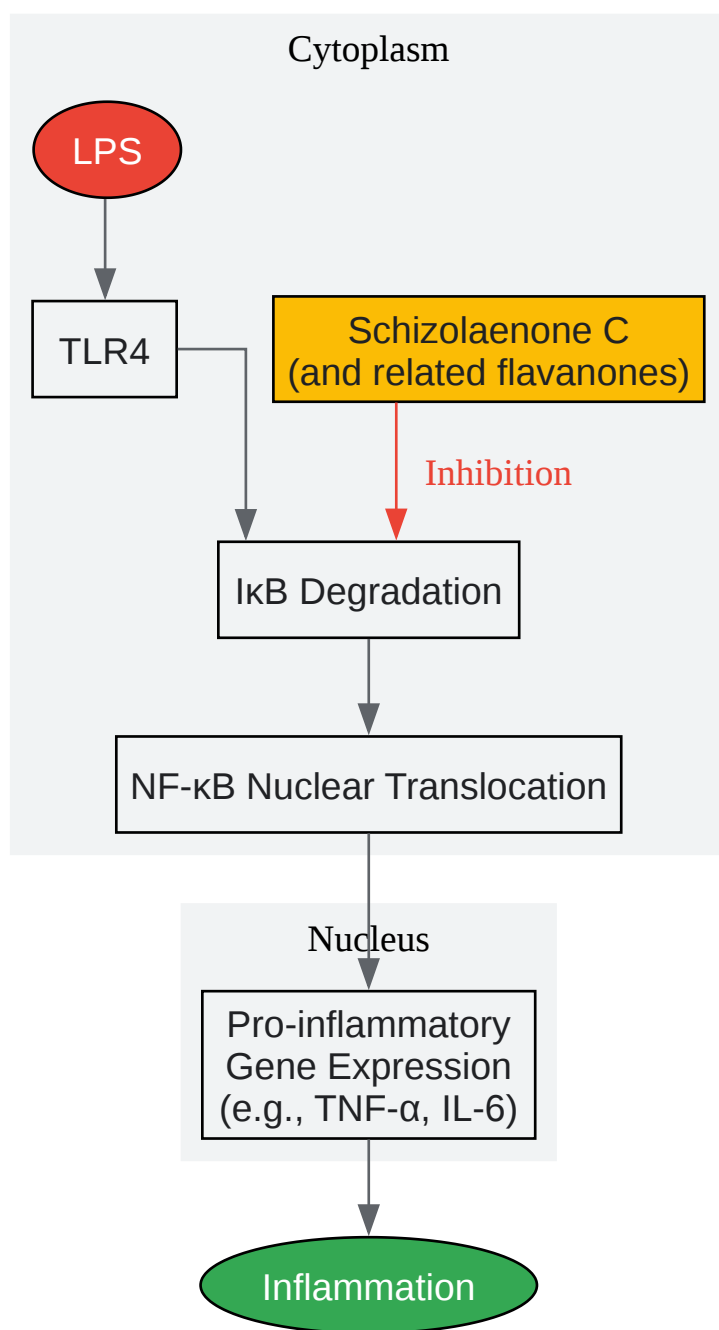 Cytoplasm
LPS
TLR4
Schizolaenone C
(and related flavanones)
Inhibition
IκB Degradation
NF-κB Nuclear Translocation
Nucleus
Pro-inflammatory
Gene Expression
(e.g., TNF-α, IL-6)
Inflammation